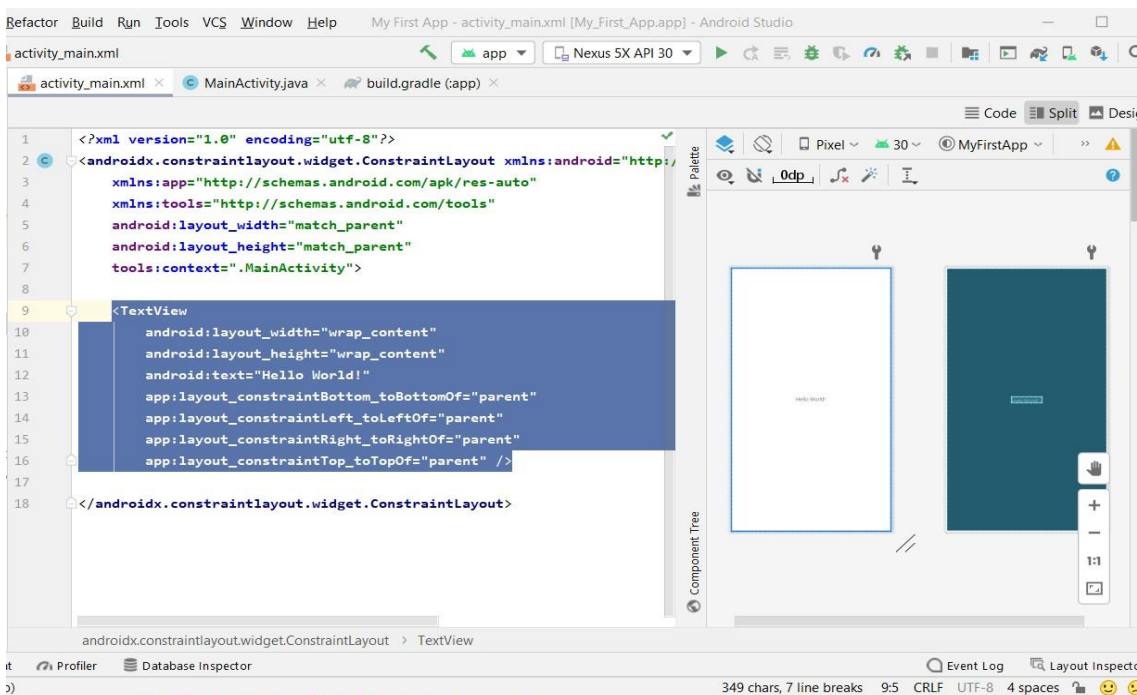 Refactor Build Run Tools VCS Window Help My First App - activity_main.xml [My_First_App.app] - Android Studio
activity_main.xml app Nexus 5X API 30
activity_main.xml MainActivity.java build.gradle (:app)
Code Split Desi
1 <?xml version="1.0" encoding="utf-8"?>
2 <androidx.constraintlayout.widget.ConstraintLayout xmlns:android="http:/
3 xmlns:app="http://schemas.android.com/apk/res-auto"
4 xmlns:tools="http://schemas.android.com/tools"
5 android:layout_width="match_parent"
6 android:layout_height="match_parent"
7 tools:context=".MainActivity">
8
9 <TextView
10 android:layout_width="wrap_content"
11 android:layout_height="wrap_content"
12 android:text="Hello World!"
13 app:layout_constraintBottom_toBottomOf="parent"
14 app:layout_constraintLeft_toLeftOf="parent"
15 app:layout_constraintRight_toRightOf="parent"
16 app:layout_constraintTop_toTopOf="parent" />
17
18 </androidx.constraintlayout.widget.ConstraintLayout>
Palette
Component Tree
Pixel 30 MyFirstApp
0dp
Hello World!
1:1
androidx.constraintlayout.widget.ConstraintLayout > TextView
Profiler Database Inspector Event Log Layout Inspecto
349 chars, 7 line breaks 9:5 CRLF UTF-8 4 spaces